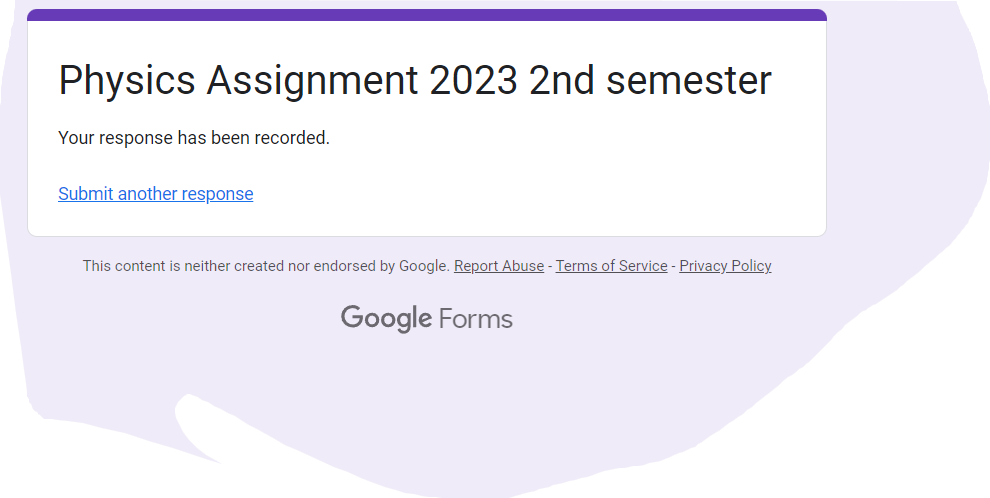 Physics Assignment 2023 2nd semester
Your response has been recorded.
Submit another response
This content is neither created nor endorsed by Google. Report Abuse - Terms of Service - Privacy Policy
Google Forms